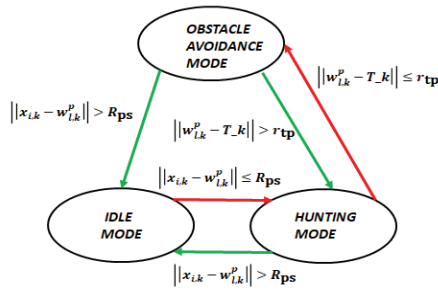 OBSTACLE
AVOIDANCE
MODE
||w^p_{l,k} − T_k|| ≤ r_tp
||x_{i,k} − w^p_{l,k}|| > R_ps
||w^p_{l,k} − T_k|| > r_tp
||x_{i,k} − w^p_{l,k}|| ≤ R_ps
IDLE
MODE
HUNTING
MODE
||x_{i,k} − w^p_{l,k}|| > R_ps